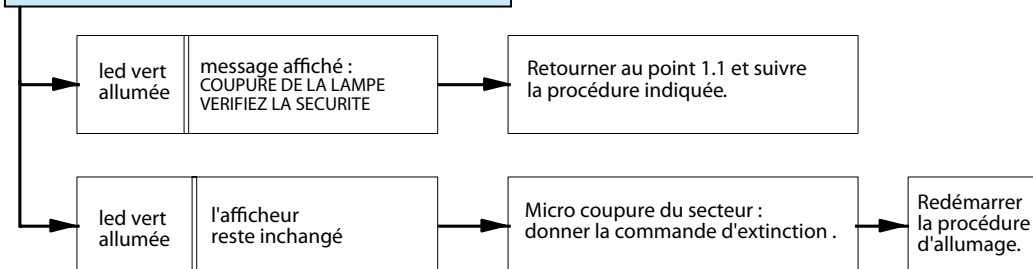 led vert
allumée
message affiché :
COUPURE DE LA LAMPE
VERIFIEZ LA SECURITE
Retourner au point 1.1 et suivre
la procédure indiquée.
led vert
allumée
l'afficheur
reste inchangé
Micro coupure du secteur :
donner la commande d'extinction .
Redémarrer
la procédure
d'allumage.